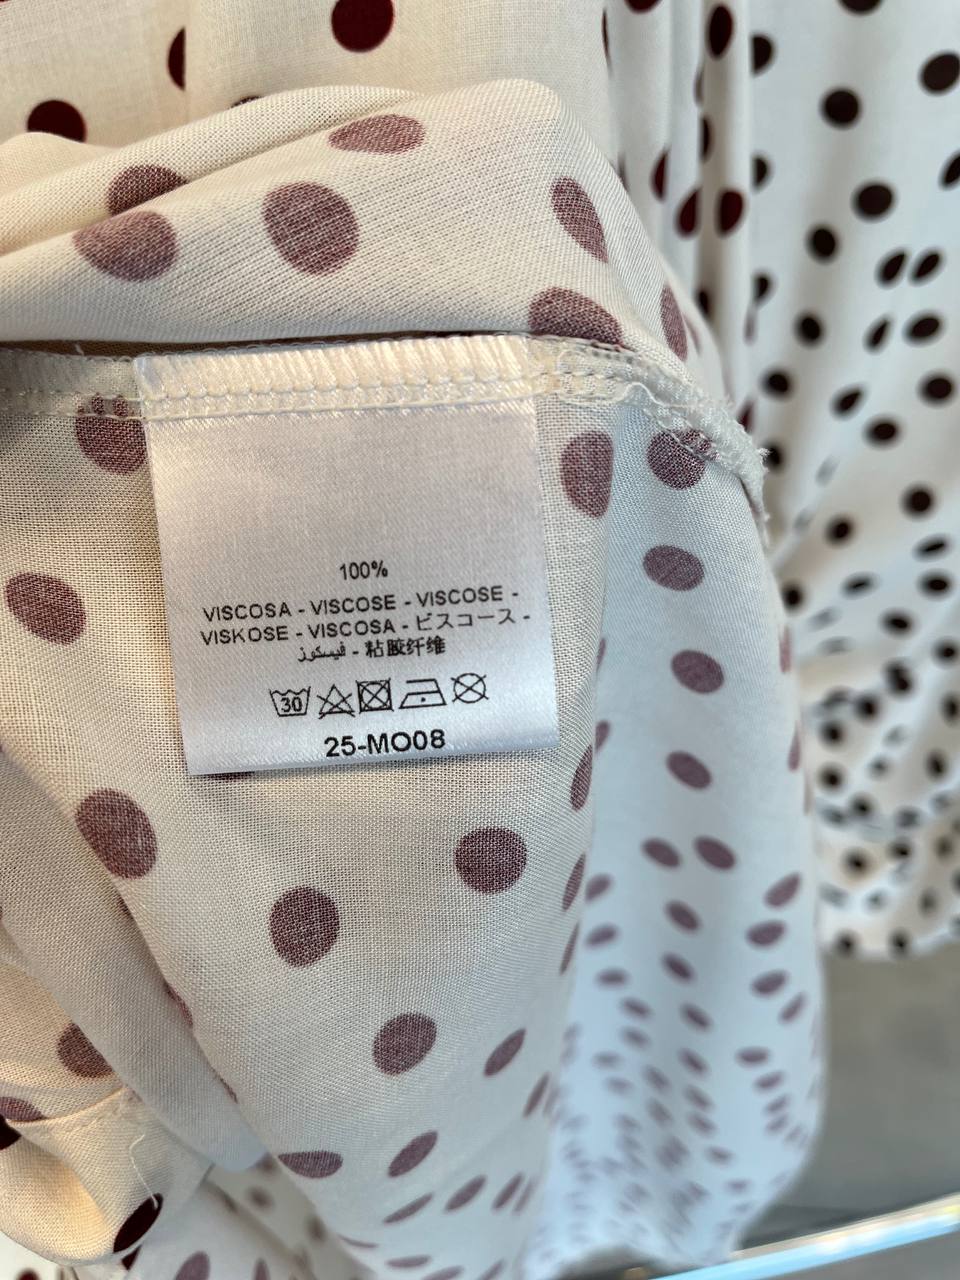 100%
VISCOSA - VISCOSE - VISCOSE -
VISKOSE - VISCOSA - ビスコース -
فيسكوز - 粘胶纤维
30
25-MO08